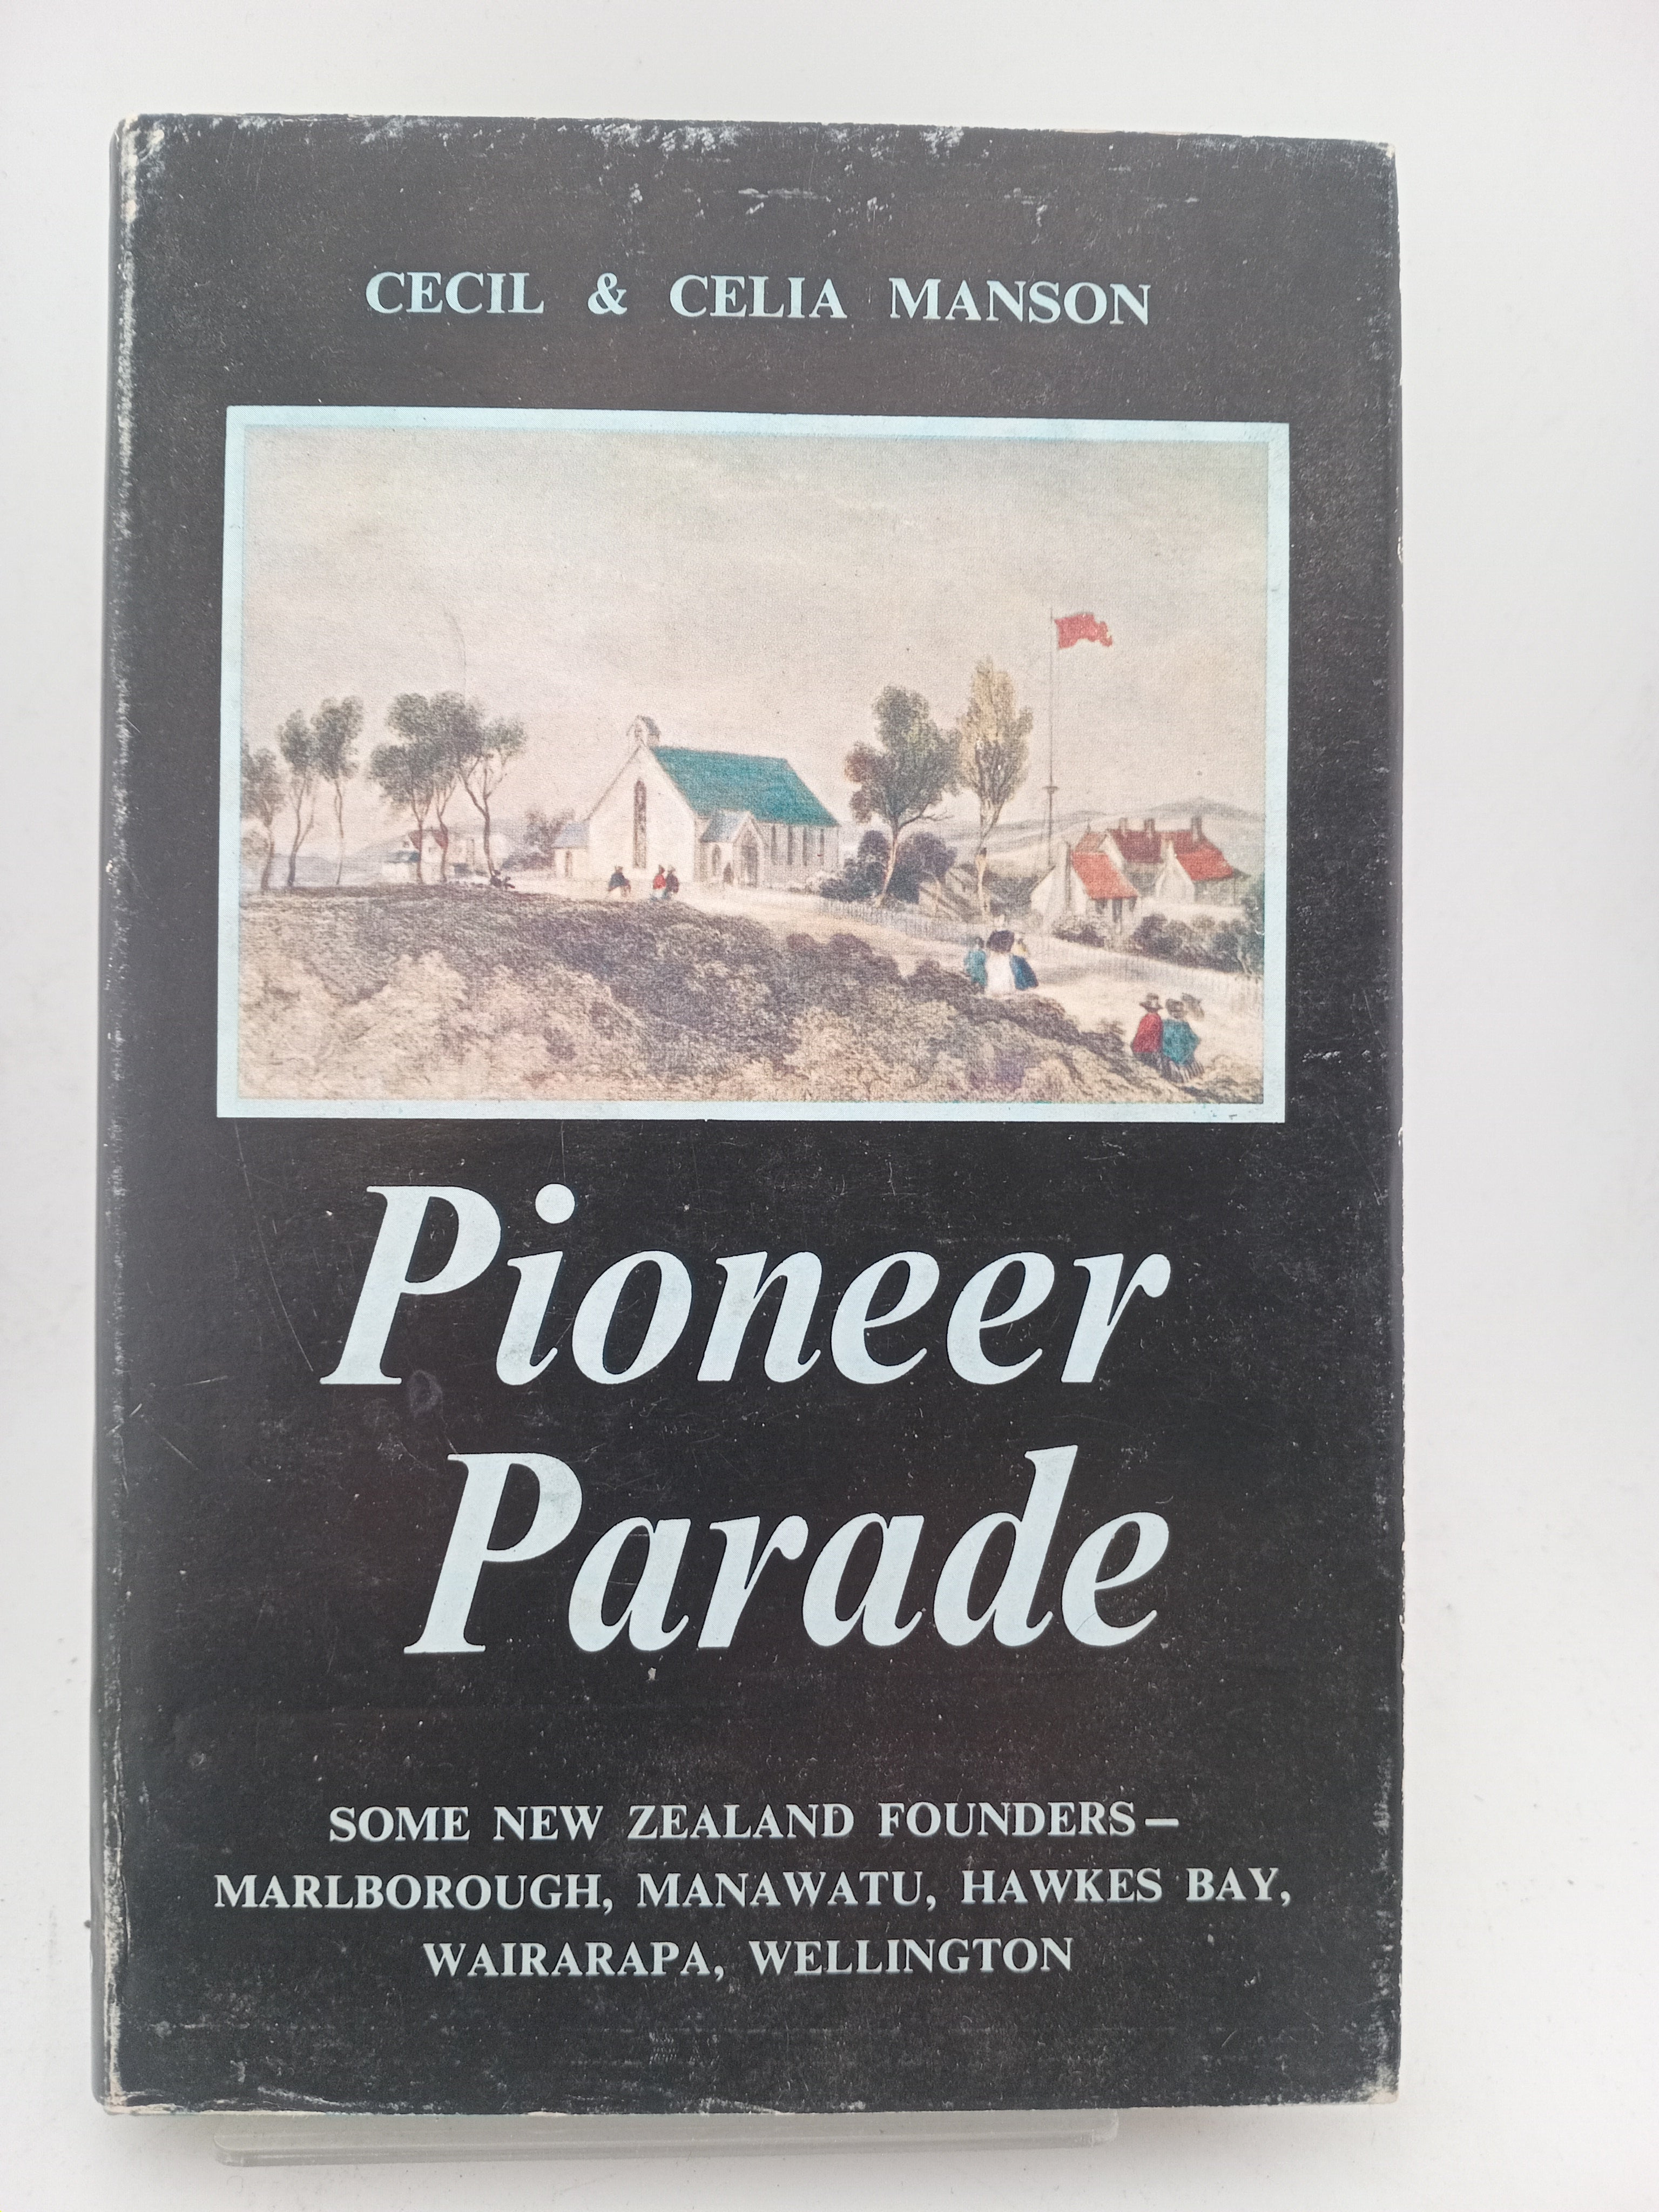 CECIL & CELIA MANSON
Pioneer
Parade
SOME NEW ZEALAND FOUNDERS—
MARLBOROUGH, MANAWATU, HAWKES BAY,
WAIRARAPA, WELLINGTON